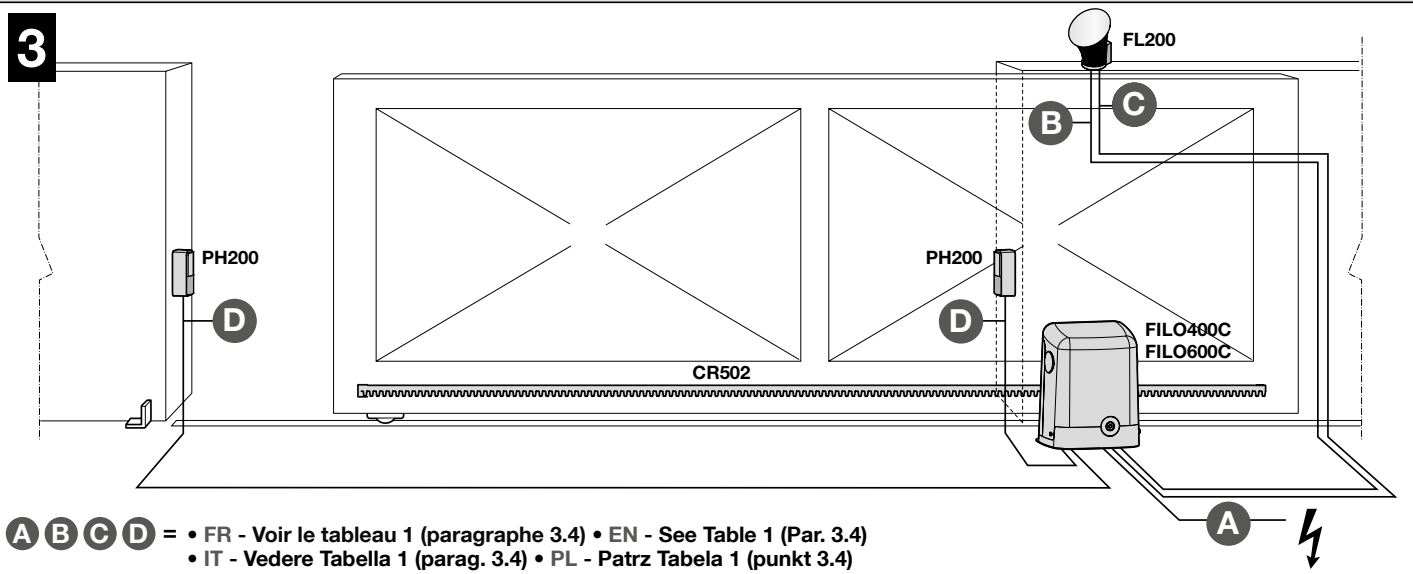 3
FL200
B
C
PH200
PH200
D
D
FILO400C
FILO600C
CR502
A
A B C D = • FR - Voir le tableau 1 (paragraphe 3.4) • EN - See Table 1 (Par. 3.4)
• IT - Vedere Tabella 1 (parag. 3.4) • PL - Patrz Tabela 1 (punkt 3.4)